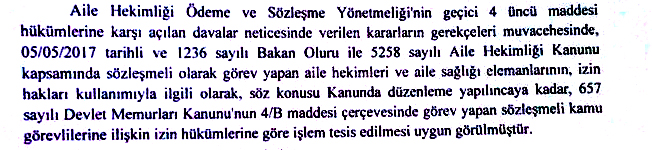 Aile Hekimliği Ödeme ve Sözleşme Yönetmeliği'nin geçici 4 üncü maddesi
hükümlerine karşı açılan davalar neticesinde verilen kararların gerekçeleri muvacehesinde,
05/05/2017 tarihli ve 1236 sayılı Bakan Oluru ile 5258 sayılı Aile Hekimliği Kanunu
kapsamında sözleşmeli olarak görev yapan aile hekimleri ve aile sağlığı elemanlarının, izin
hakları kullanımıyla ilgili olarak, söz konusu Kanunda düzenleme yapılıncaya kadar, 657
sayılı Devlet Memurları Kanunu'nun 4/B maddesi çerçevesinde görev yapan sözleşmeli kamu
görevlilerine ilişkin izin hükümlerine göre işlem tesis edilmesi uygun görülmüştür.